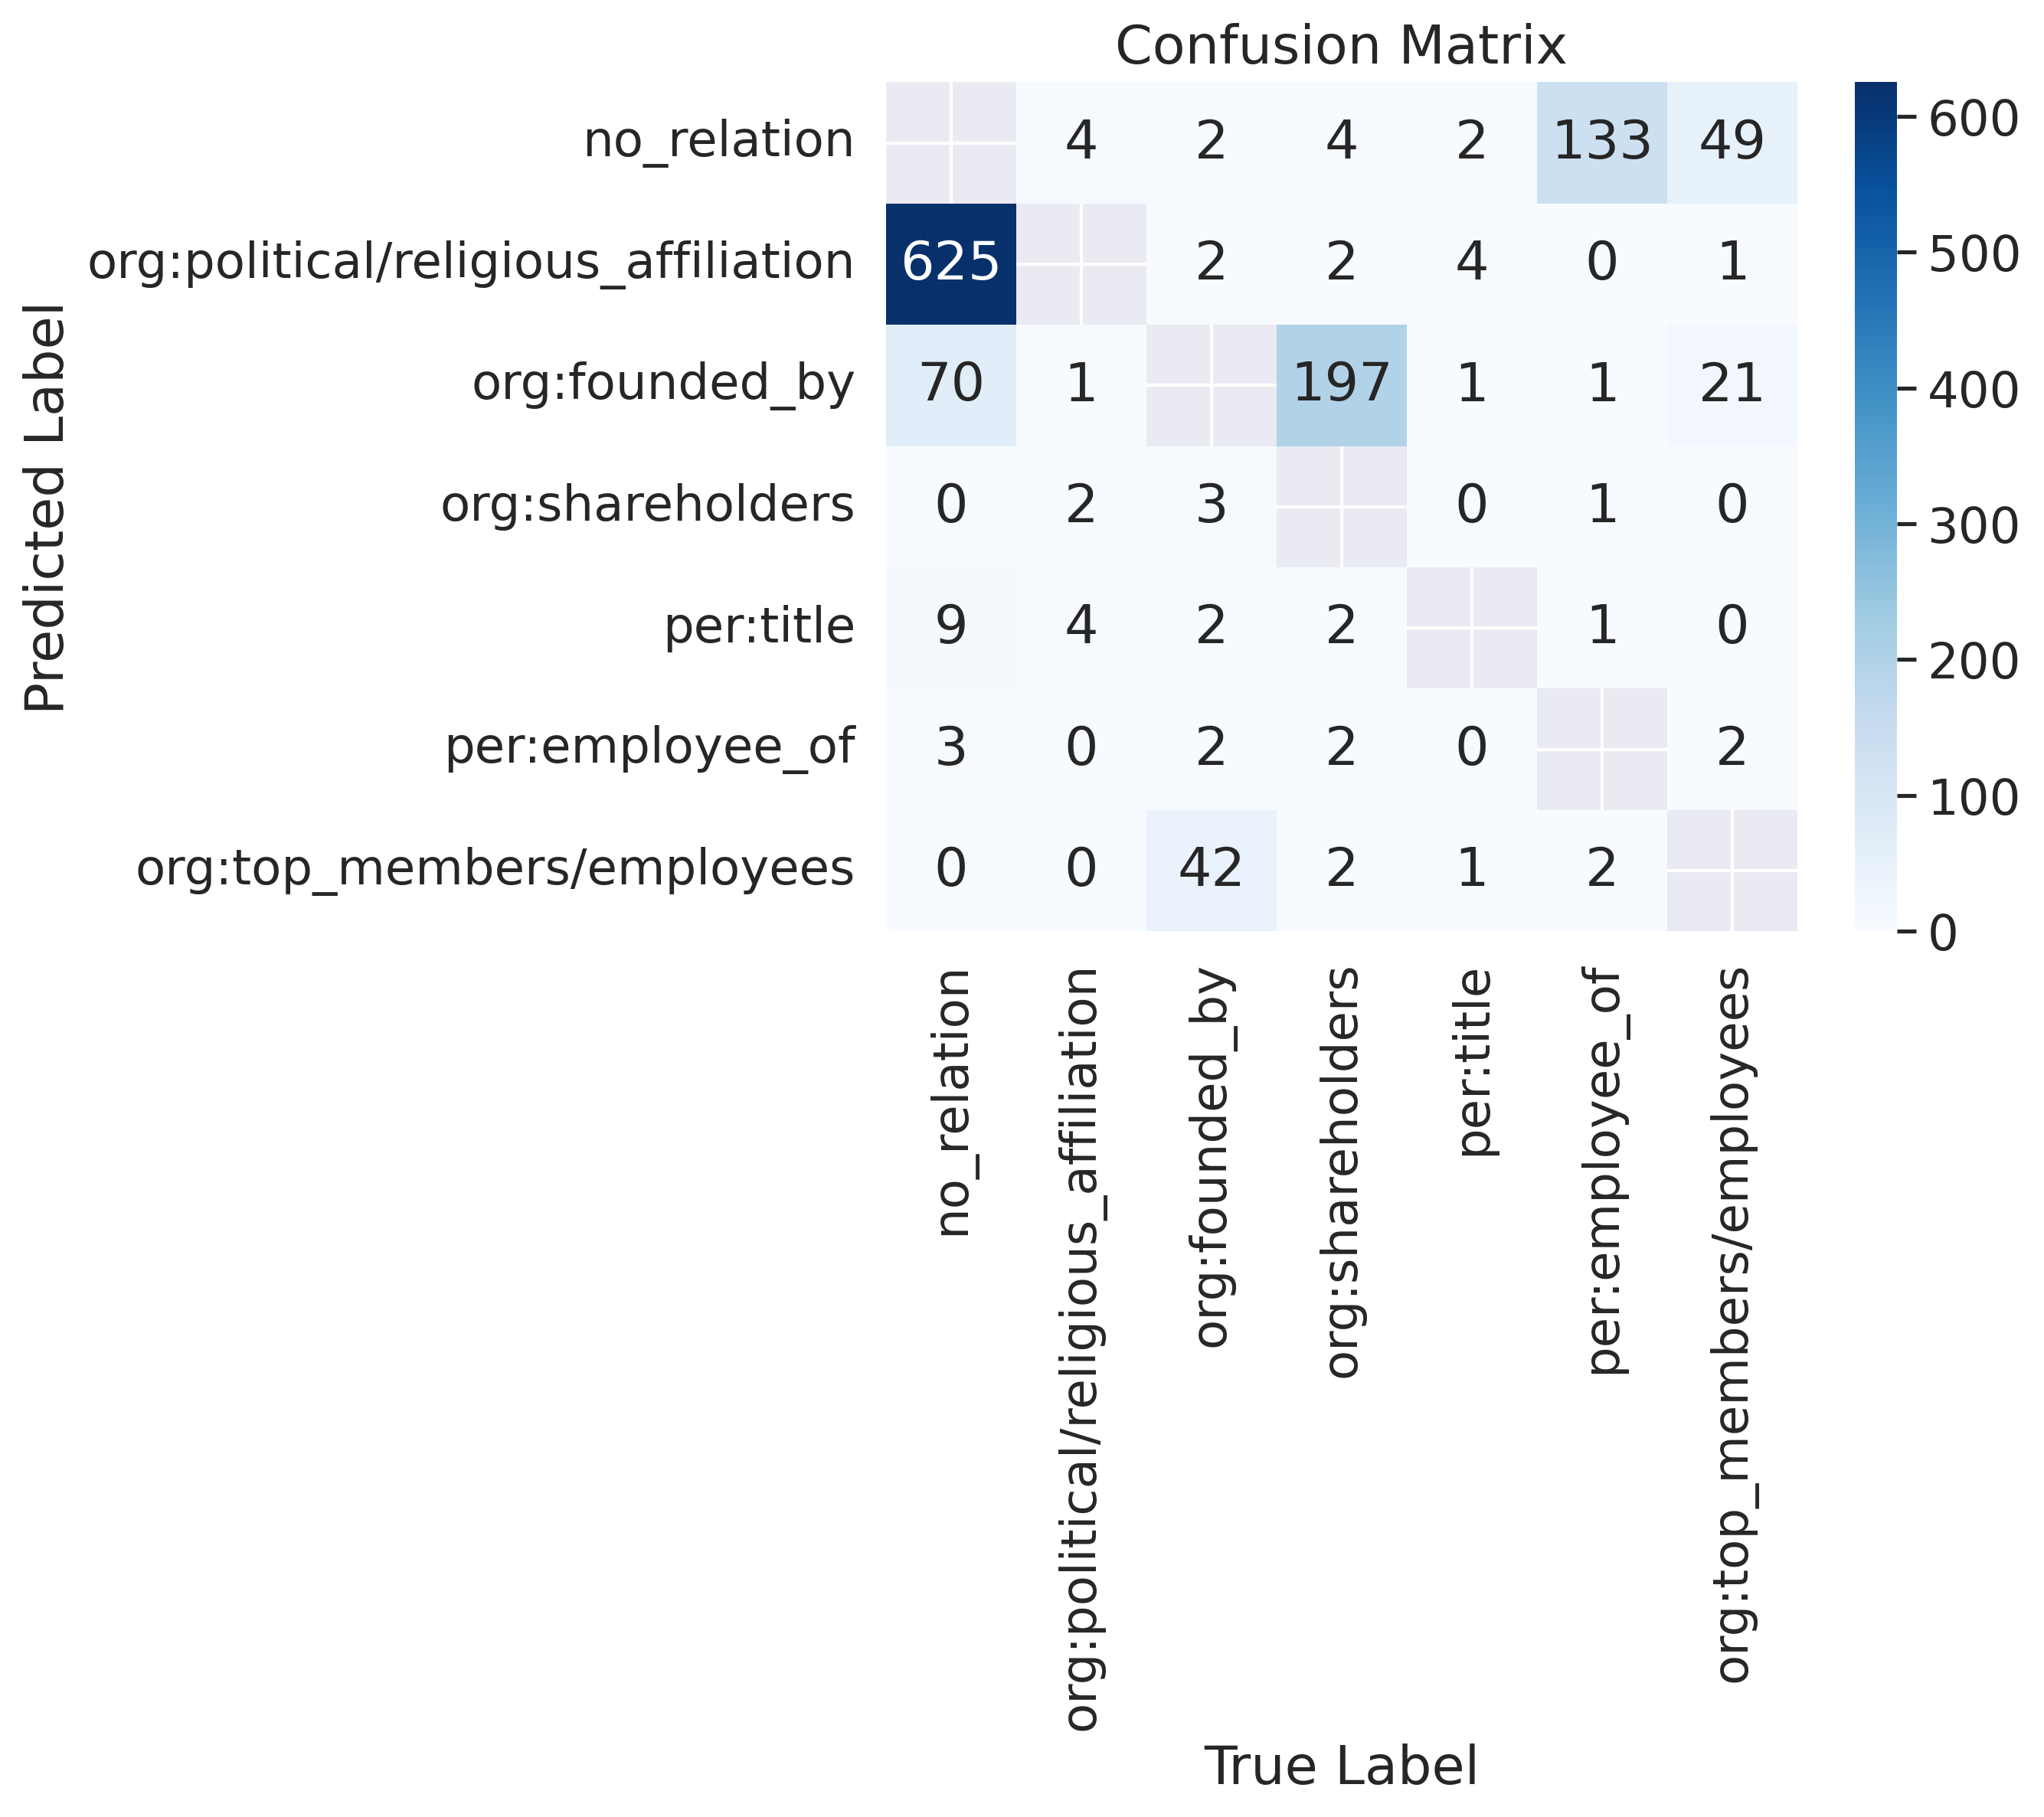 Confusion Matrix
Predicted Label
no_relation 4 2 4 2 133 49
org:political/religious_affiliation 625 2 2 4 0 1
org:founded_by 70 1 197 1 1 21
org:shareholders 0 2 3 0 1 0
per:title 9 4 2 2 1 0
per:employee_of 3 0 2 2 0 2
org:top_members/employees 0 0 42 2 1 2
600
500
400
300
200
100
0
no_relation
org:political/religious_affiliation
org:founded_by
org:shareholders
per:title
per:employee_of
org:top_members/employees
True Label